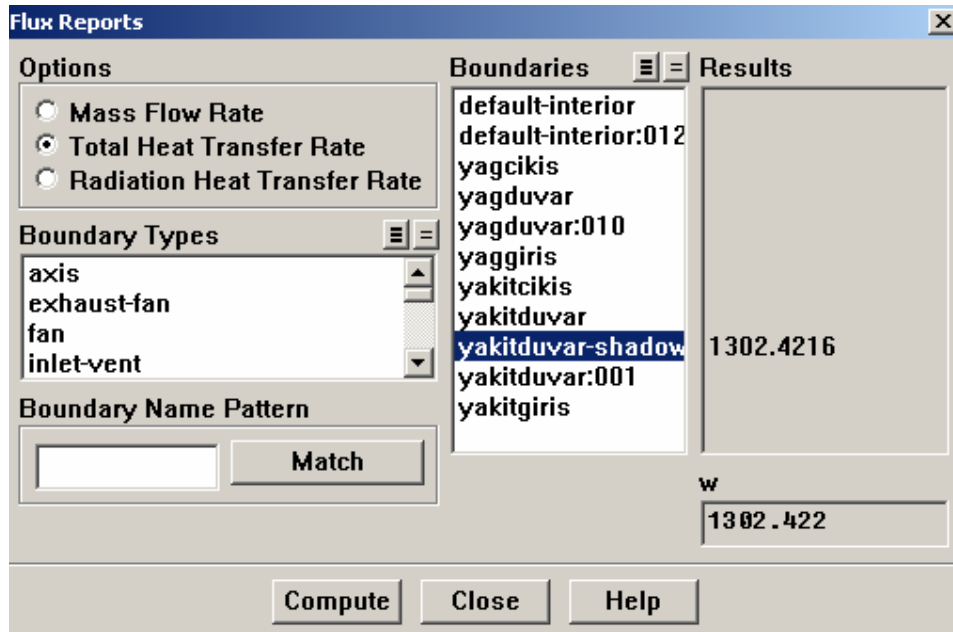 Flux Reports
Options
Mass Flow Rate
Total Heat Transfer Rate
Radiation Heat Transfer Rate
Boundary Types
axis
exhaust-fan
fan
inlet-vent
Boundary Name Pattern
Match
Boundaries
default-interior
default-interior:012
yagcikis
yagduvar
yagduvar:010
yaggiris
yakitcikis
yakitduvar
yakitduvar-shadow
yakitduvar:001
yakitgiris
Results
1302.4216
w
1302.422
Compute Close Help